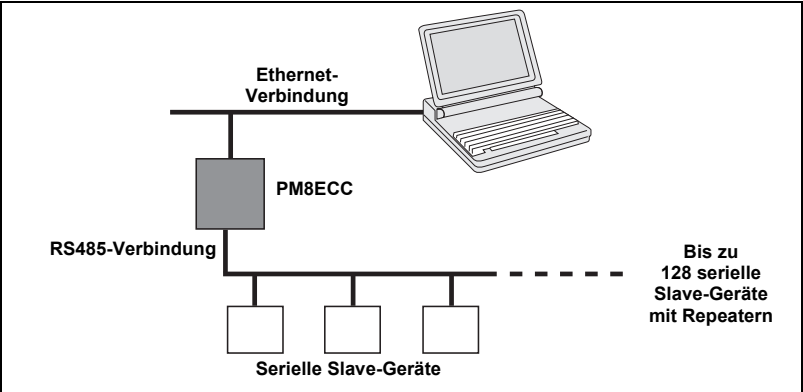 Ethernet-
Verbindung
PM8ECC
RS485-Verbindung
Bis zu
128 serielle
Slave-Geräte
mit Repeatern
Serielle Slave-Geräte